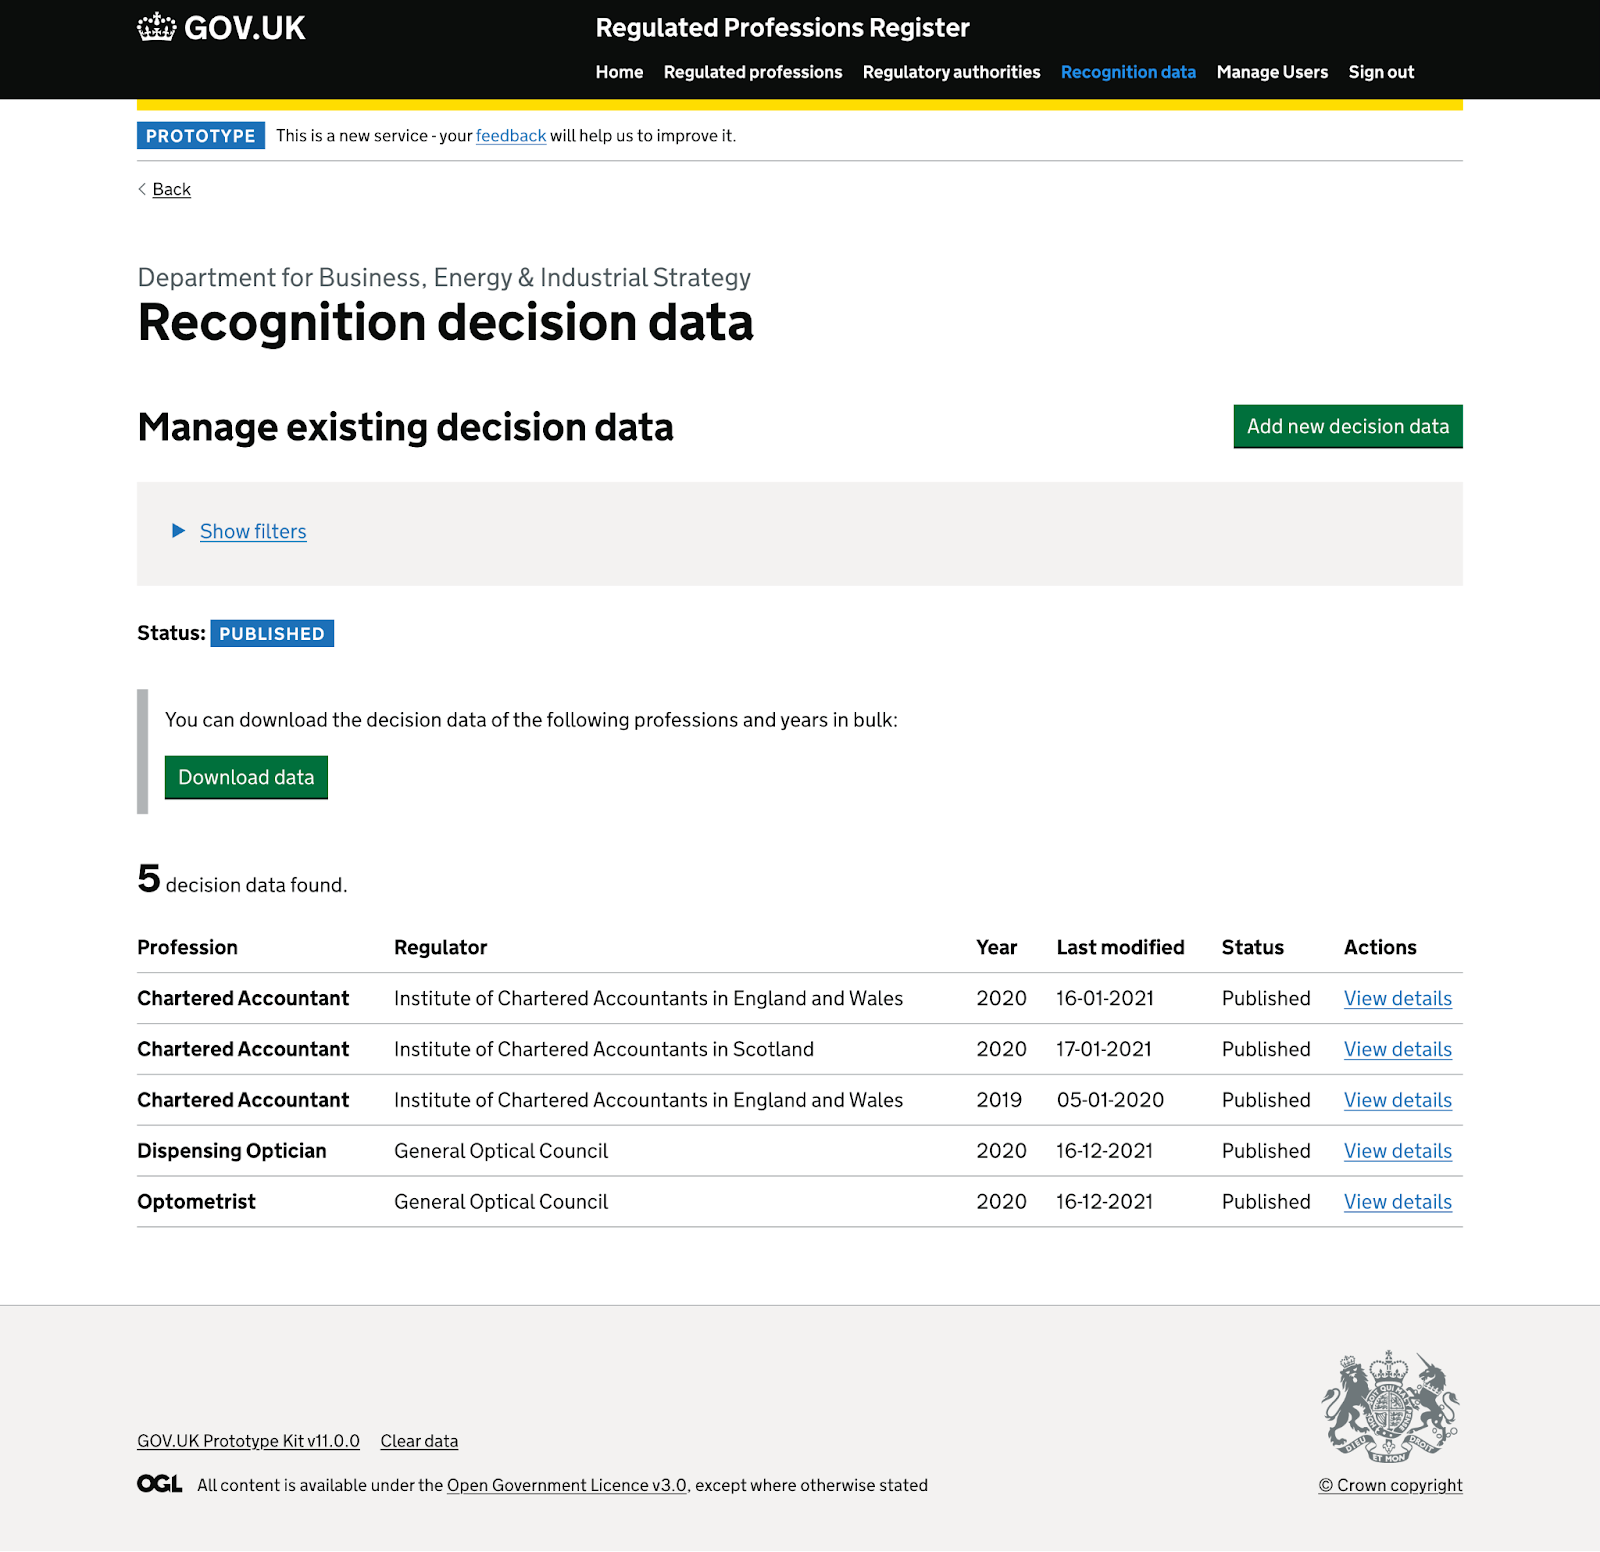 GOV.UK
Regulated Professions Register
Home Regulated professions Regulatory authorities Recognition data Manage Users Sign out
PROTOTYPE This is a new service - your feedback will help us to improve it.
Back
Department for Business, Energy & Industrial Strategy
Recognition decision data
Manage existing decision data
Add new decision data
Show filters
Status: PUBLISHED
You can download the decision data of the following professions and years in bulk:
Download data
5 decision data found.
Profession Regulator Year Last modified Status Actions
Chartered Accountant Institute of Chartered Accountants in England and Wales 2020 16-01-2021 Published View details
Chartered Accountant Institute of Chartered Accountants in Scotland 2020 17-01-2021 Published View details
Chartered Accountant Institute of Chartered Accountants in England and Wales 2019 05-01-2020 Published View details
Dispensing Optician General Optical Council 2020 16-12-2021 Published View details
Optometrist General Optical Council 2020 16-12-2021 Published View details
DIEU ET MON DROIT
GOV.UK Prototype Kit v11.0.0 Clear data
OGL All content is available under the Open Government Licence v3.0, except where otherwise stated
© Crown copyright